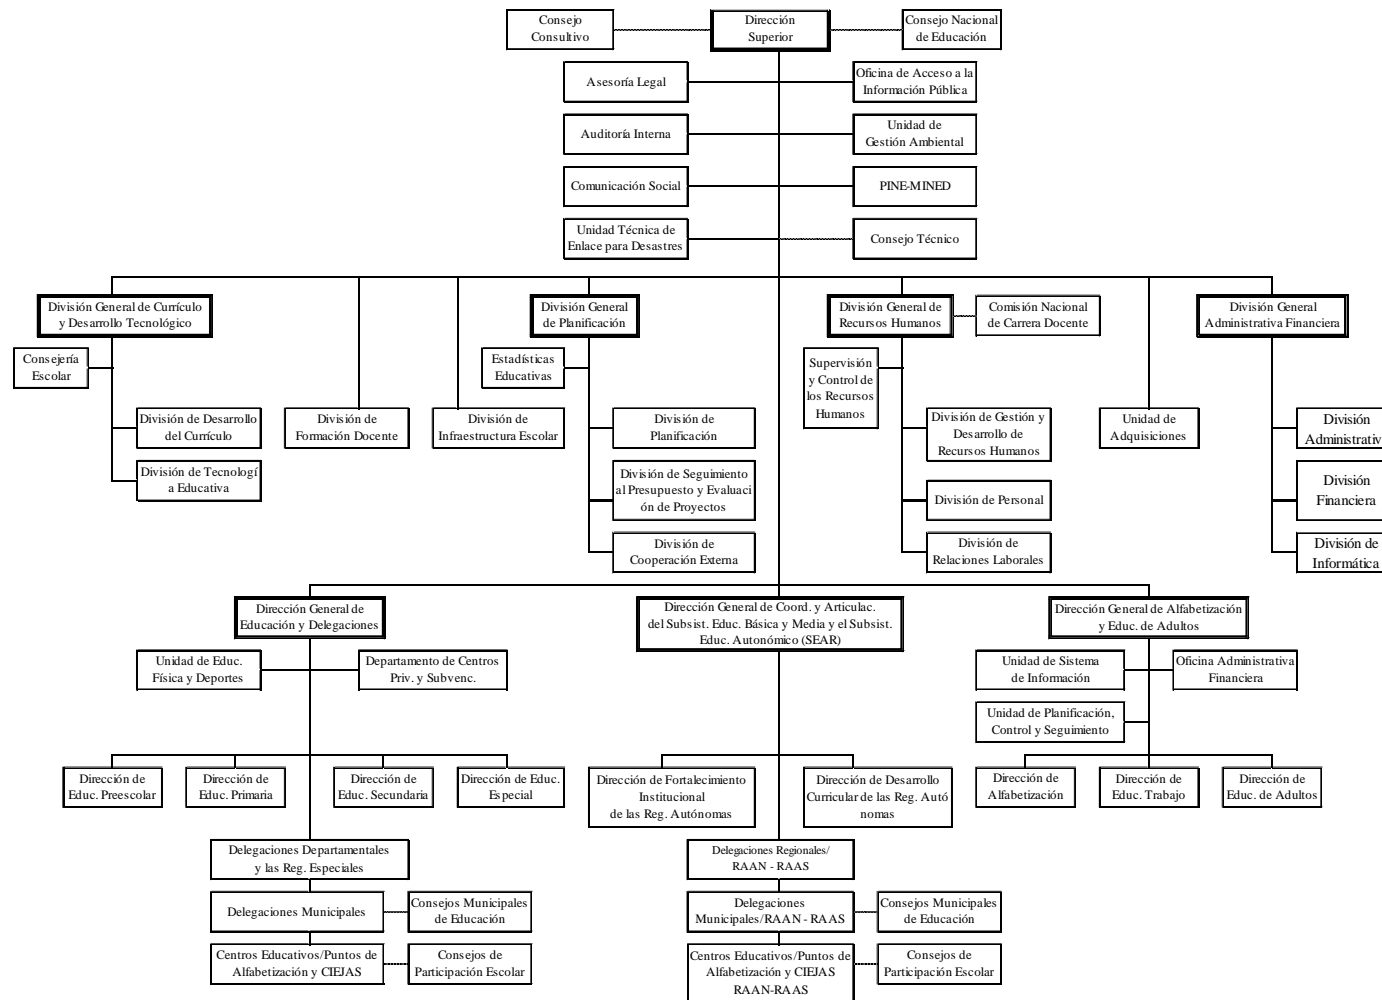 Consejo
Consultivo
Dirección
Superior
Consejo Nacional
de Educación
Asesoría Legal
Oficina de Acceso a la
Información Pública
Auditoría Interna
Unidad de
Gestión Ambiental
Comunicación Social
PINE-MINED
Unidad Técnica de
Enlace para Desastres
Consejo Técnico
División General de Currículo
y Desarrollo Tecnológico
División General
de Planificación
División General de
Recursos Humanos
Comisión Nacional
de Carrera Docente
División General
Administrativa Financiera
Consejería
Escolar
Estadísticas
Educativas
Supervisión
y Control de
los Recursos
Humanos
División de Desarrollo
del Currículo
División de
Formación Docente
División de
Infraestructura Escolar
División de
Planificación
División de Gestión y
Desarrollo de
Recursos Humanos
Unidad de
Adquisiciones
División
Administrativ
División de Tecnologí
a Educativa
División de Seguimiento
al Presupuesto y Evaluaci
ón de Proyectos
División de Personal
División
Financiera
División de
Cooperación Externa
División de
Relaciones Laborales
División de
Informática
Dirección General de
Educación y Delegaciones
Dirección General de Coord. y Articulac.
del Subsist. Educ. Básica y Media y el Subsist.
Educ. Autonómico (SEAR)
Dirección General de Alfabetización
y Educ. de Adultos
Unidad de Educ.
Física y Deportes
Departamento de Centros
Priv. y Subvenc.
Unidad de Sistema
de Información
Oficina Administrativa
Financiera
Unidad de Planificación,
Control y Seguimiento
Dirección de
Educ. Preescolar
Dirección de
Educ. Primaria
Dirección de
Educ. Secundaria
Dirección de Educ.
Especial
Dirección de Fortalecimiento
Institucional
de las Reg. Autónomas
Dirección de Desarrollo
Curricular de las Reg. Autó
nomas
Dirección de
Alfabetización
Dirección de
Educ. Trabajo
Dirección de
Educ. de Adultos
Delegaciones Departamentales
y las Reg. Especiales
Delegaciones Regionales/
RAAN - RAAS
Delegaciones Municipales
Consejos Municipales
de Educación
Delegaciones
Municipales/RAAN - RAAS
Consejos Municipales
de Educación
Centros Educativos/Puntos de
Alfabetización y CIEJAS
Consejos de
Participación Escolar
Centros Educativos/Puntos de
Alfabetización y CIEJAS
RAAN-RAAS
Consejos de
Participación Escolar